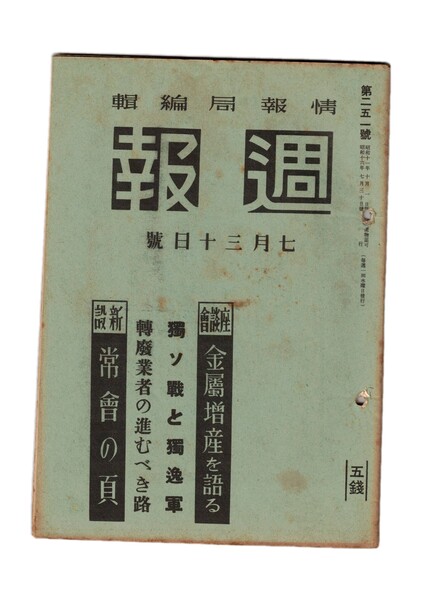 情報局編輯
週報
七月三十日號
第二五一號
座談會 金屬增産を語る
獨ソ戰と獨逸軍
轉廢業者の進むべき路
新設 常會の頁
五錢